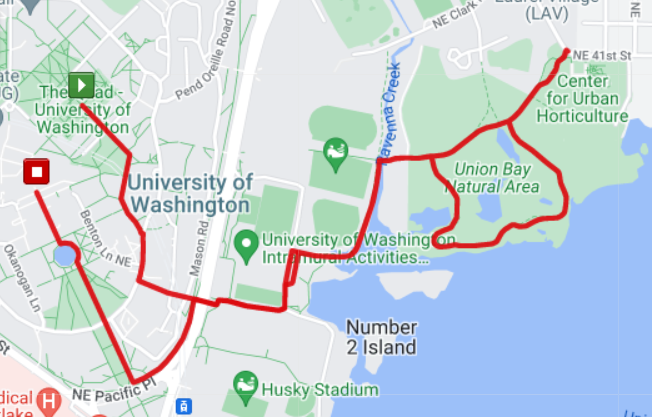 Laurel Village
(LAV)
NE Clark
NE
NE 41st St
Pend Oreille Road No
Center
for Urban
Horticulture
The Quad -
University of
Washington
Ravenna Creek
Union Bay
Natural Area
University of
Washington
Benton Ln NE
Mason Rd
University of Washington
Intramural Activities...
Okanogan Ln
Number
2 Island
St
NE Pacific Pl
Husky Stadium
H